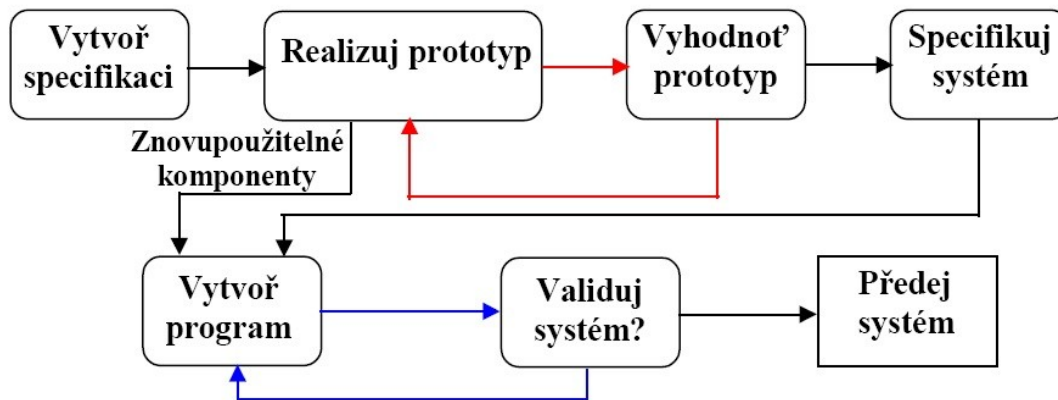 Vytvoř
specifikaci
Realizuj prototyp
Vyhodnoť
prototyp
Specifikuj
systém
Znovupoužitelné
komponenty
Vytvoř
program
Validuj
systém?
Předej
systém